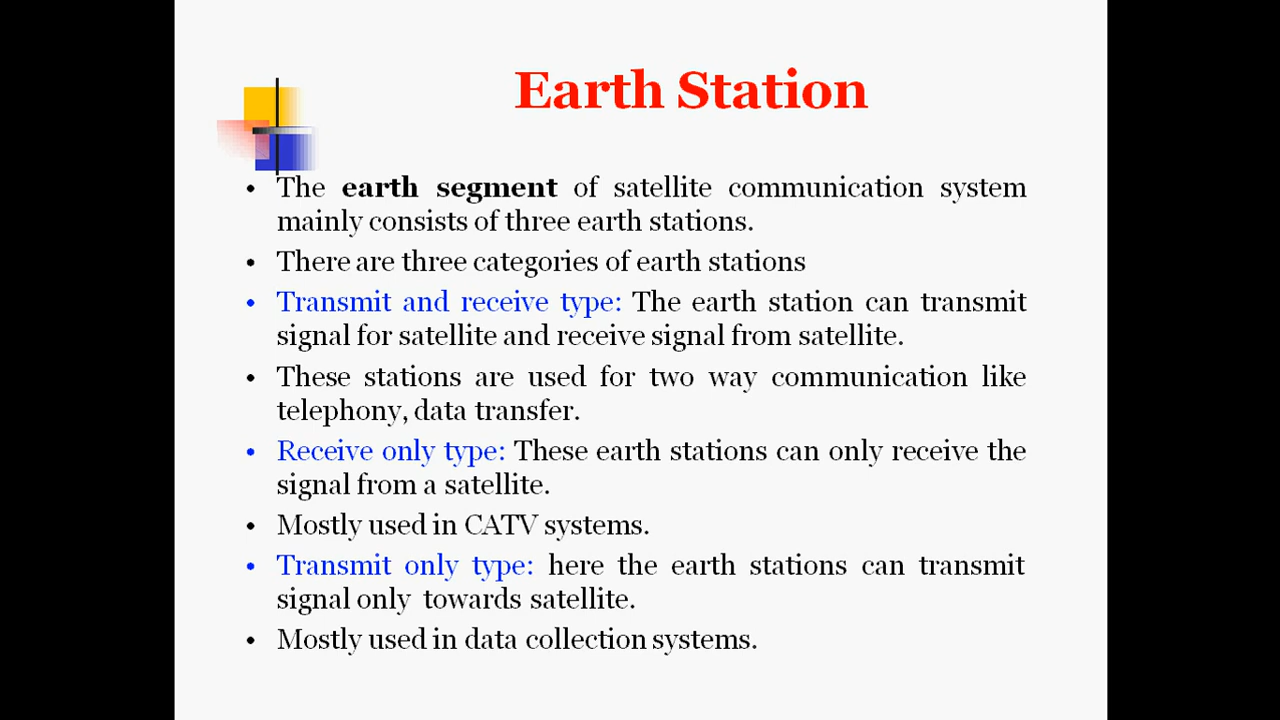 Earth Station
• The earth segment of satellite communication system
mainly consists of three earth stations.
• There are three categories of earth stations
• Transmit and receive type: The earth station can transmit
signal for satellite and receive signal from satellite.
• These stations are used for two way communication like
telephony, data transfer.
• Receive only type: These earth stations can only receive the
signal from a satellite.
• Mostly used in CATV systems.
• Transmit only type: here the earth stations can transmit
signal only towards satellite.
• Mostly used in data collection systems.